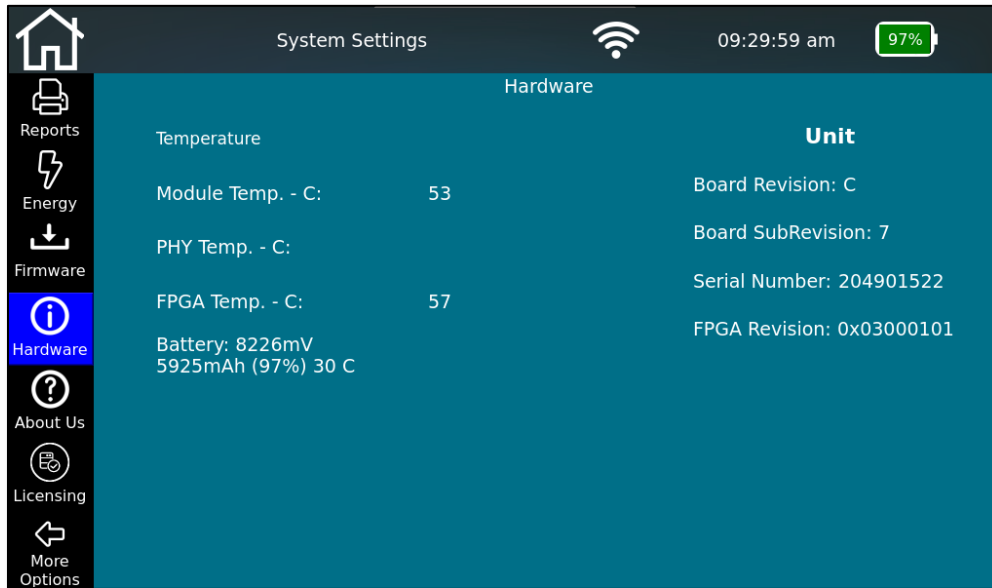 System Settings
09:29:59 am
97%
Reports
Energy
Firmware
Hardware
About Us
Licensing
More
Options
Hardware
Temperature
Module Temp. - C: 53
PHY Temp. - C:
FPGA Temp. - C: 57
Battery: 8226mV
5925mAh (97%) 30 C
Unit
Board Revision: C
Board SubRevision: 7
Serial Number: 204901522
FPGA Revision: 0x03000101